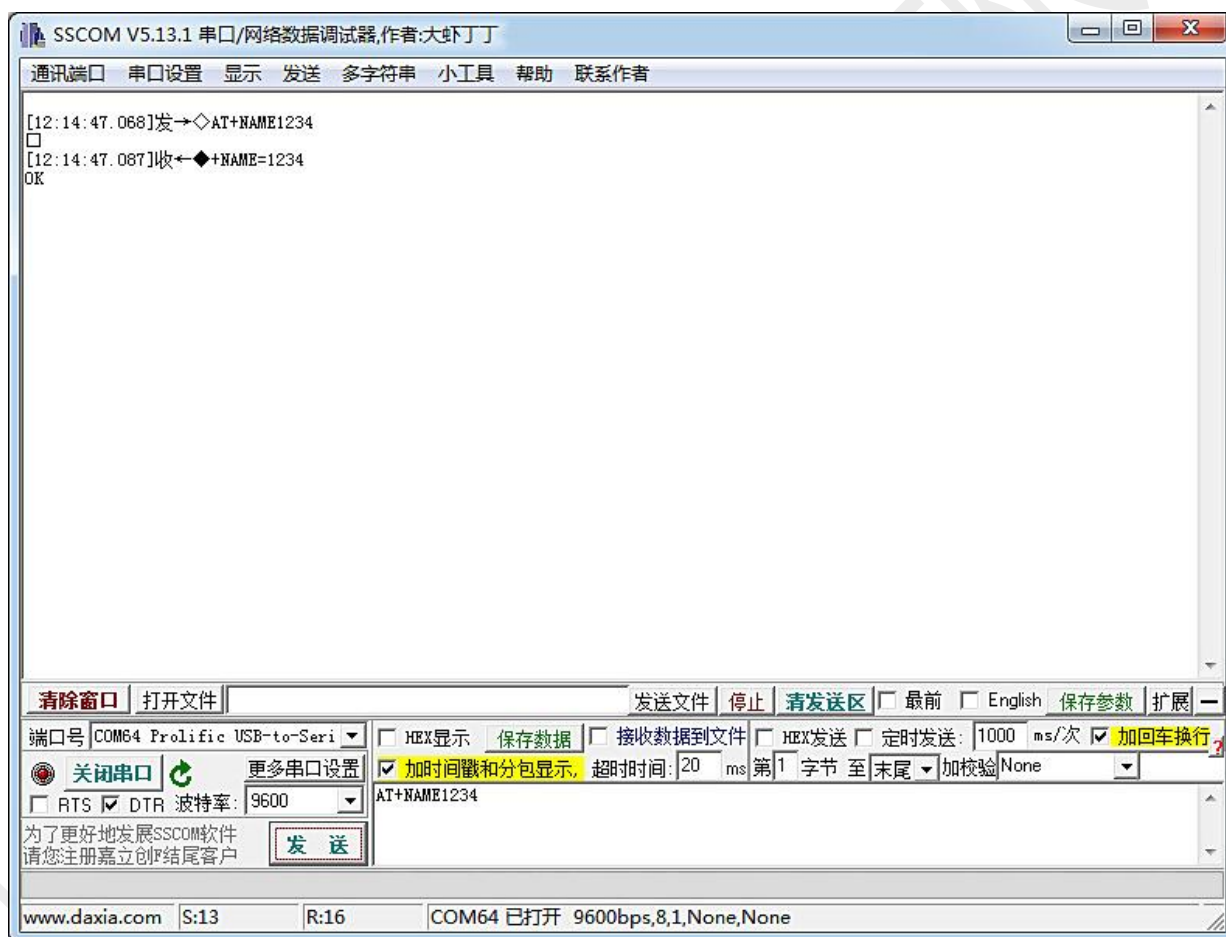 SSCOM V5.13.1 串口/网络数据调试器,作者:大虾丁丁
通讯端口 串口设置 显示 发送 多字符串 小工具 帮助 联系作者
[12:14:47.068]发→◇AT+NAME1234
□
[12:14:47.087]收←◆+NAME=1234
OK
清除窗口 打开文件 发送文件 停止 清发送区 最前 English 保存参数 扩展 —
端口号 COM64 Prolific USB-to-Seri HEX显示 保存数据 接收数据到文件 HEX发送 定时发送: 1000 ms/次 加回车换行 ?
关闭串口 更多串口设置 加时间戳和分包显示, 超时时间: 20 ms 第1 字节 至 末尾 加校验 None
RTS DTR 波特率: 9600 AT+NAME1234
为了更好地发展SSCOM软件
请您注册嘉立创F结尾客户 发 送
www.daxia.com S:13 R:16 COM64 已打开 9600bps,8,1,None,None